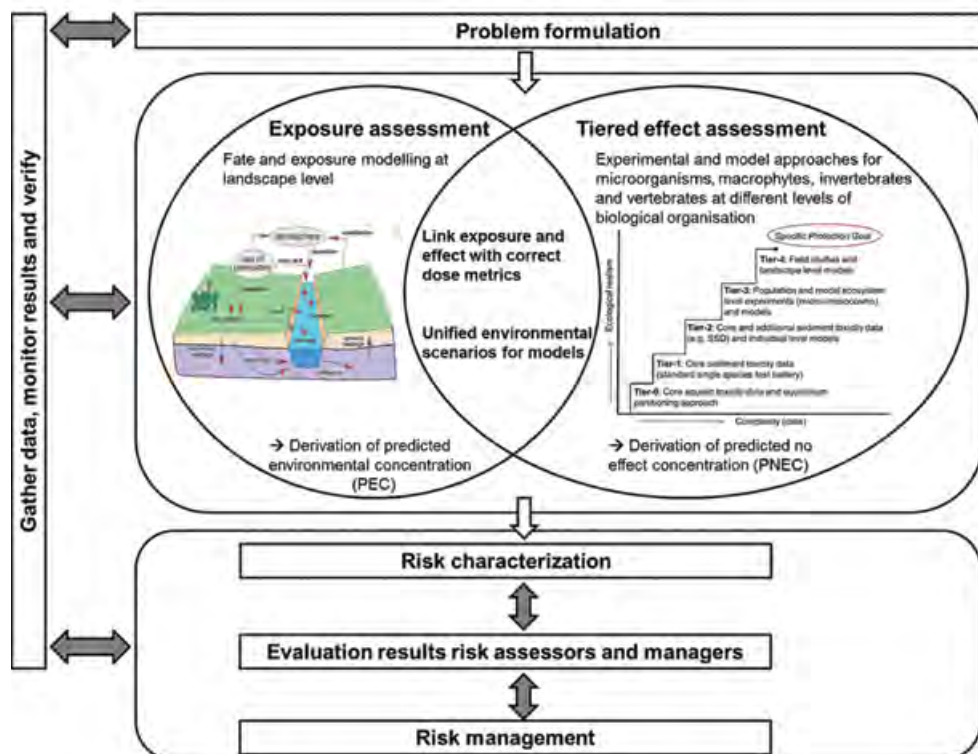 Problem formulation
Gather data, monitor results and verify
Exposure assessment
Fate and exposure modelling at
landscape level
Tiered effect assessment
Experimental and model approaches for
microorganisms, macrophytes, invertebrates
and vertebrates at different levels of
biological organisation
Link exposure and
effect with correct
dose metrics
Unified environmental
scenarios for models
Specific Protection Goal
Tier-4: Field studies and
landscape level models
Tier-3: Population and model ecosystem
level experiments (micro-/mesocosms)
and models
Tier-2: Core and additional sediment toxicity data
(e.g. SSD) and individual level models
Tier-1: Core sediment toxicity data
(standard single species test battery)
Tier-0: Core aquatic toxicity data and equilibrium
partitioning approach
Ecological realism
Complexity (data)
→ Derivation of predicted
environmental concentration
(PEC)
→ Derivation of predicted no
effect concentration (PNEC)
Risk characterization
Evaluation results risk assessors and managers
Risk management